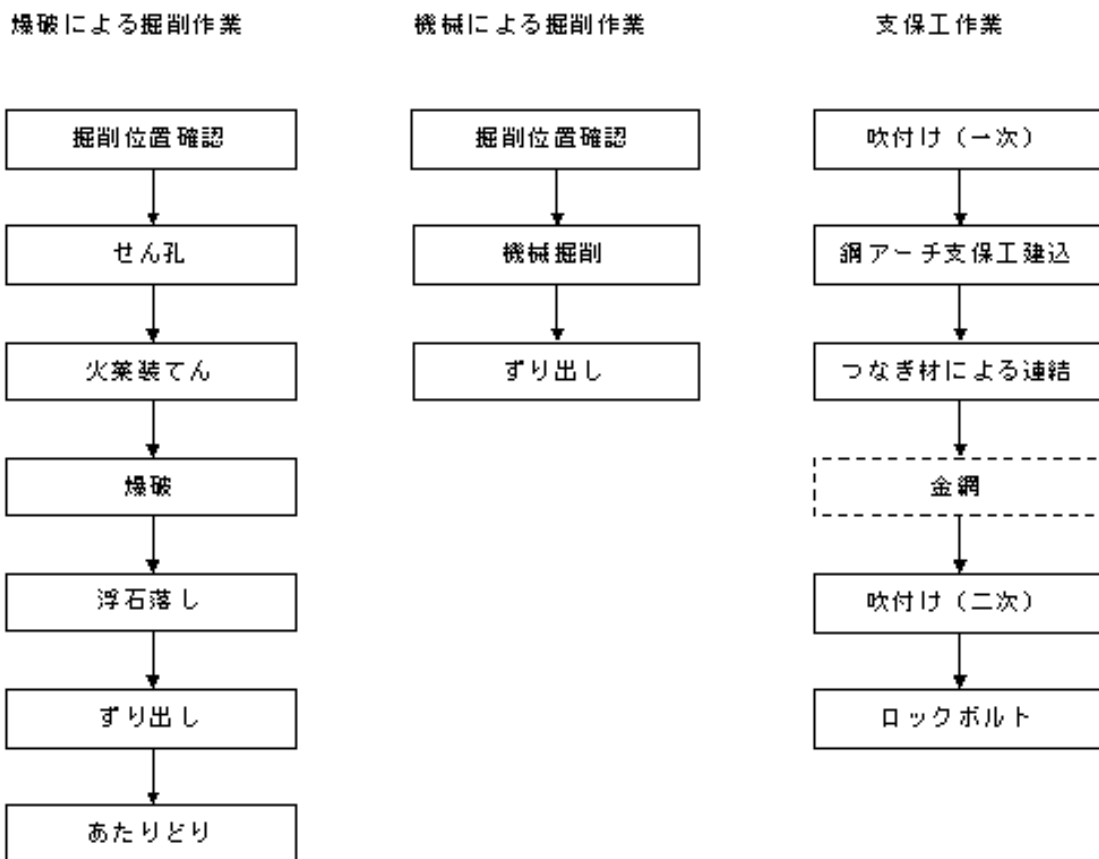 爆破による掘削作業
掘削位置確認
せん孔
火薬装てん
爆破
浮石落し
ずり出し
あたりどり
機械による掘削作業
掘削位置確認
機械掘削
ずり出し
支保工作業
吹付け（一次）
鋼アーチ支保工建込
つなぎ材による連結
金網
吹付け（二次）
ロックボルト